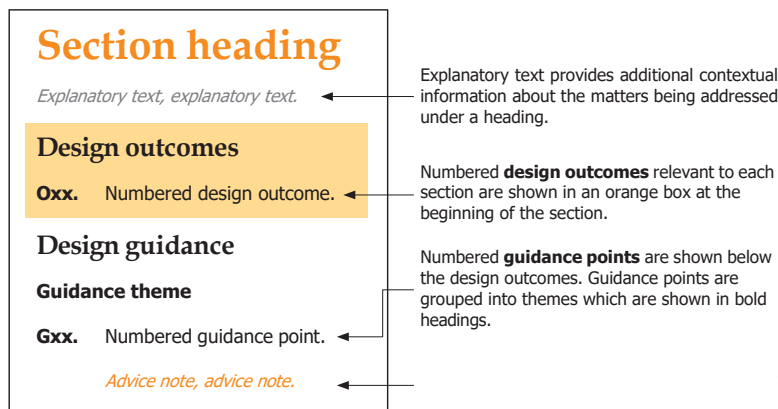 Section heading
Explanatory text, explanatory text.
Design outcomes
Oxx. Numbered design outcome.
Design guidance
Guidance theme
Gxx. Numbered guidance point.
Advice note, advice note.
Explanatory text provides additional contextual
information about the matters being addressed
under a heading.
Numbered design outcomes relevant to each
section are shown in an orange box at the
beginning of the section.
Numbered guidance points are shown below
the design outcomes. Guidance points are
grouped into themes which are shown in bold
headings.